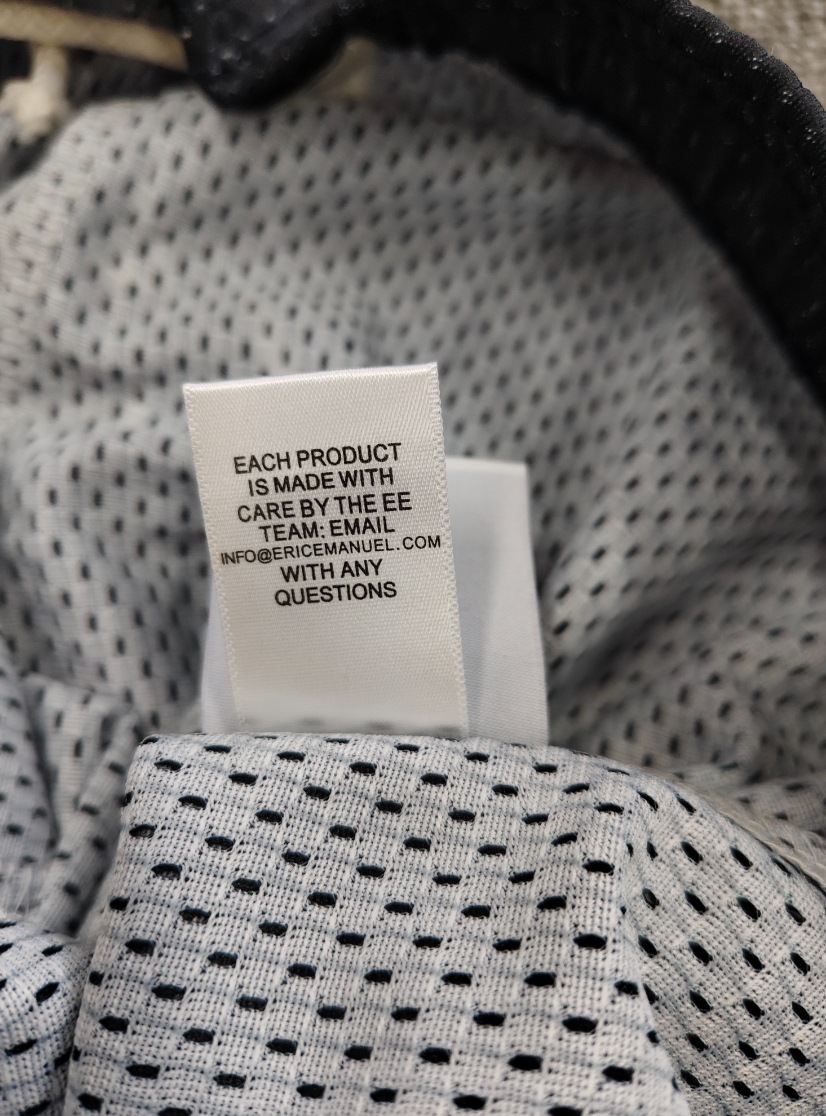 EACH PRODUCT
IS MADE WITH
CARE BY THE EE
TEAM: EMAIL
INFO@ERICEMANUEL.COM
WITH ANY
QUESTIONS